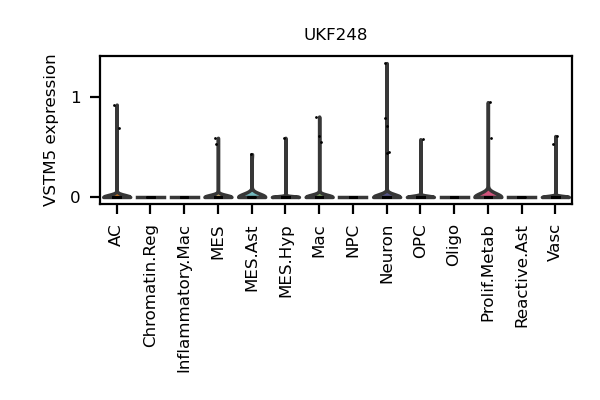 UKF248
VSTM5 expression
1
0
AC
Chromatin.Reg
Inflammatory.Mac
MES
MES.Ast
MES.Hyp
Mac
NPC
Neuron
OPC
Oligo
Prolif.Metab
Reactive.Ast
Vasc